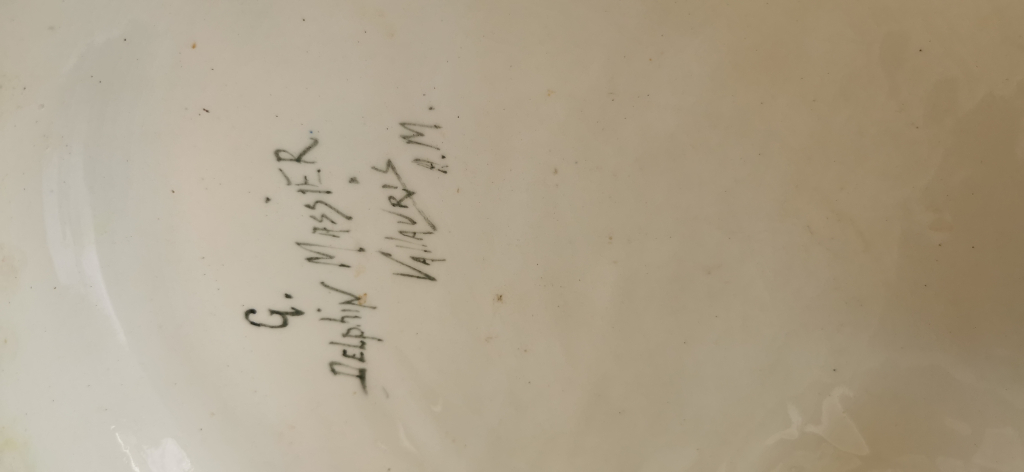 G.
DELphiN MASSIER.
VAllAURIS
A.M.